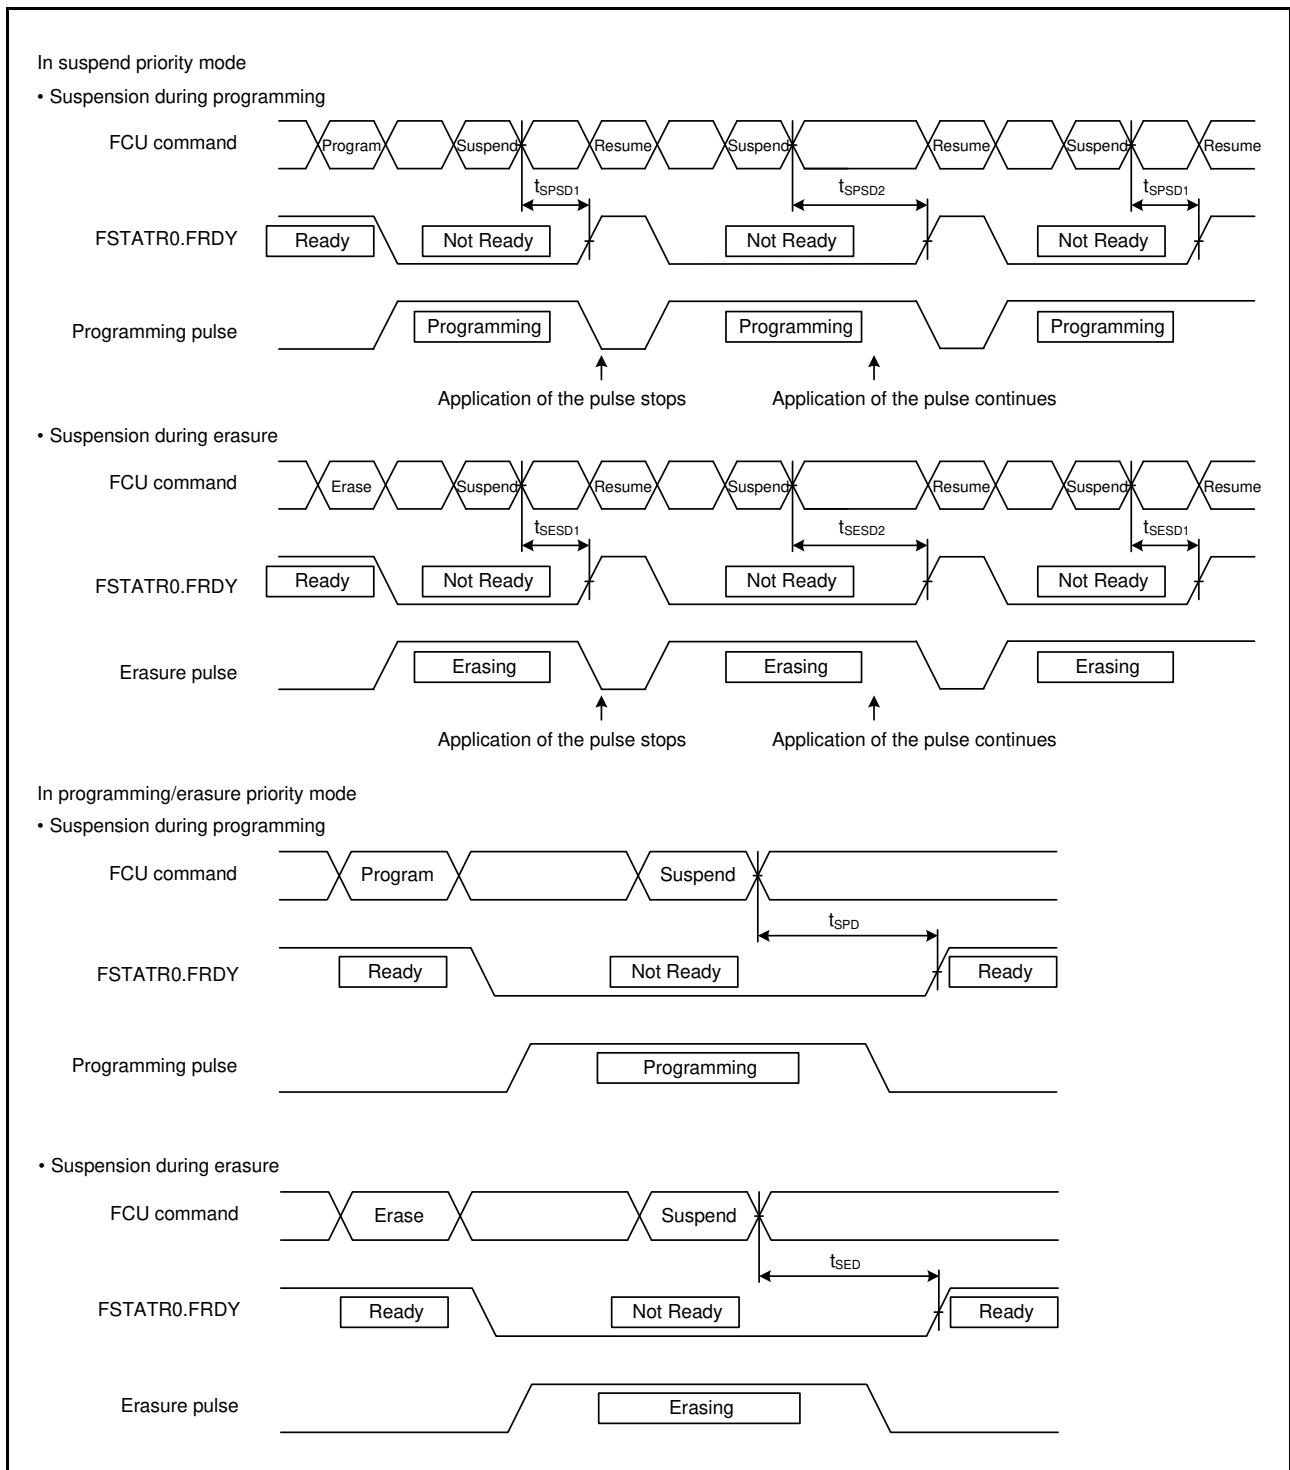 In suspend priority mode
• Suspension during programming
FCU command
Program
Suspend
Resume
Suspend
Resume
Suspend
Resume
tSPSD1
tSPSD2
tSPSD1
FSTATR0.FRDY
Ready
Not Ready
Not Ready
Not Ready
Programming pulse
Programming
Programming
Programming
Application of the pulse stops
Application of the pulse continues
• Suspension during erasure
FCU command
Erase
Suspend
Resume
Suspend
Resume
Suspend
Resume
tSESD1
tSESD2
tSESD1
FSTATR0.FRDY
Ready
Not Ready
Not Ready
Not Ready
Erasure pulse
Erasing
Erasing
Erasing
Application of the pulse stops
Application of the pulse continues
In programming/erasure priority mode
• Suspension during programming
FCU command
Program
Suspend
tSPD
FSTATR0.FRDY
Ready
Not Ready
Ready
Programming pulse
Programming
• Suspension during erasure
FCU command
Erase
Suspend
tSED
FSTATR0.FRDY
Ready
Not Ready
Ready
Erasure pulse
Erasing